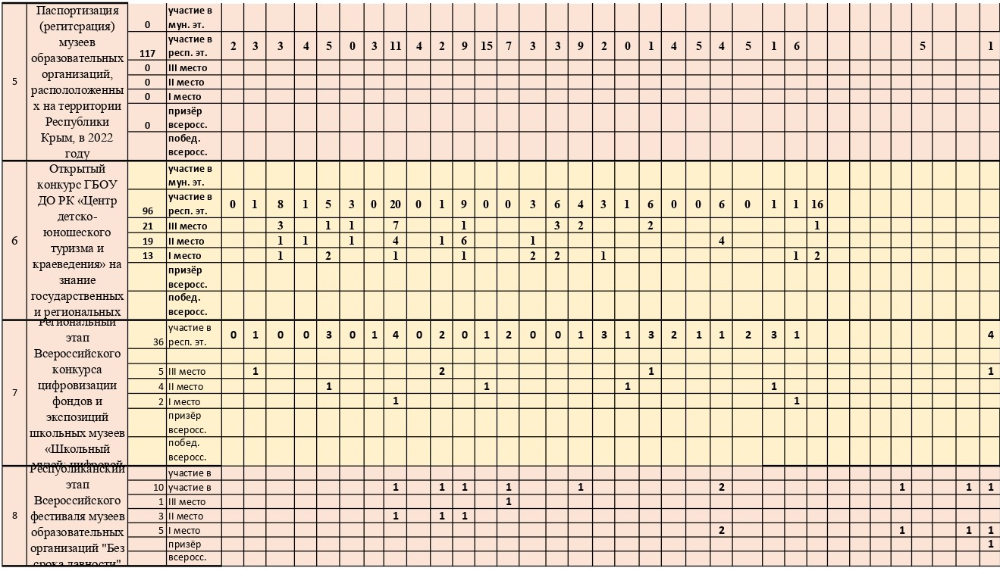 5
Паспортизация
(регитсрация)
музеев
образовательных
организаций,
распололоженны
х на территории
Республики
Крым, в 2022
году
0 участие в
мун. эт.
117 участие в
респ. эт. 2 3 3 4 5 0 3 11 4 2 9 15 7 3 3 9 2 0 1 4 5 4 5 1 6 5 1
0 III место
0 II место
0 I место
0 призёр
всеросс.
побед.
всеросс.
6
Открытый
конкурс ГБОУ
ДО РК «Центр
детско-
юношеского
туризма и
краеведения» на
знание
государственных
и региональных
участие в
мун. эт.
96 участие в
респ. эт. 0 1 8 1 5 3 0 20 0 1 9 0 0 3 6 4 3 1 6 0 0 6 0 1 1 16
21 III место 3 1 1 7 1 3 2 2 1
19 II место 1 1 1 4 1 6 1 4
13 I место 1 2 1 1 2 2 1 1 2
призёр
всеросс.
побед.
всеросс.
7
Региональный
этап
Всероссийского
конкурса
цифровизации
фондов и
экспозиций
школьных музеев
«Школьный
музей: цифровой
36 участие в
респ. эт. 0 1 0 0 3 0 1 4 0 2 0 1 2 0 0 1 3 1 3 2 1 1 2 3 1 4
5 III место 1 2 1 1
4 II место 1 1 0 1
2 I место 1 1
призёр
всеросс.
побед.
всеросс.
8
Республиканский
этап
Всероссийского
фестиваля музеев
образовательных
организаций "Без
срока давности"
участие в
10 участие в 1 1 1 1 1 2 1 1 1
1 III место 1
3 II место 1 1 1
5 I место 2 1 1 1
призёр 1
всеросс.